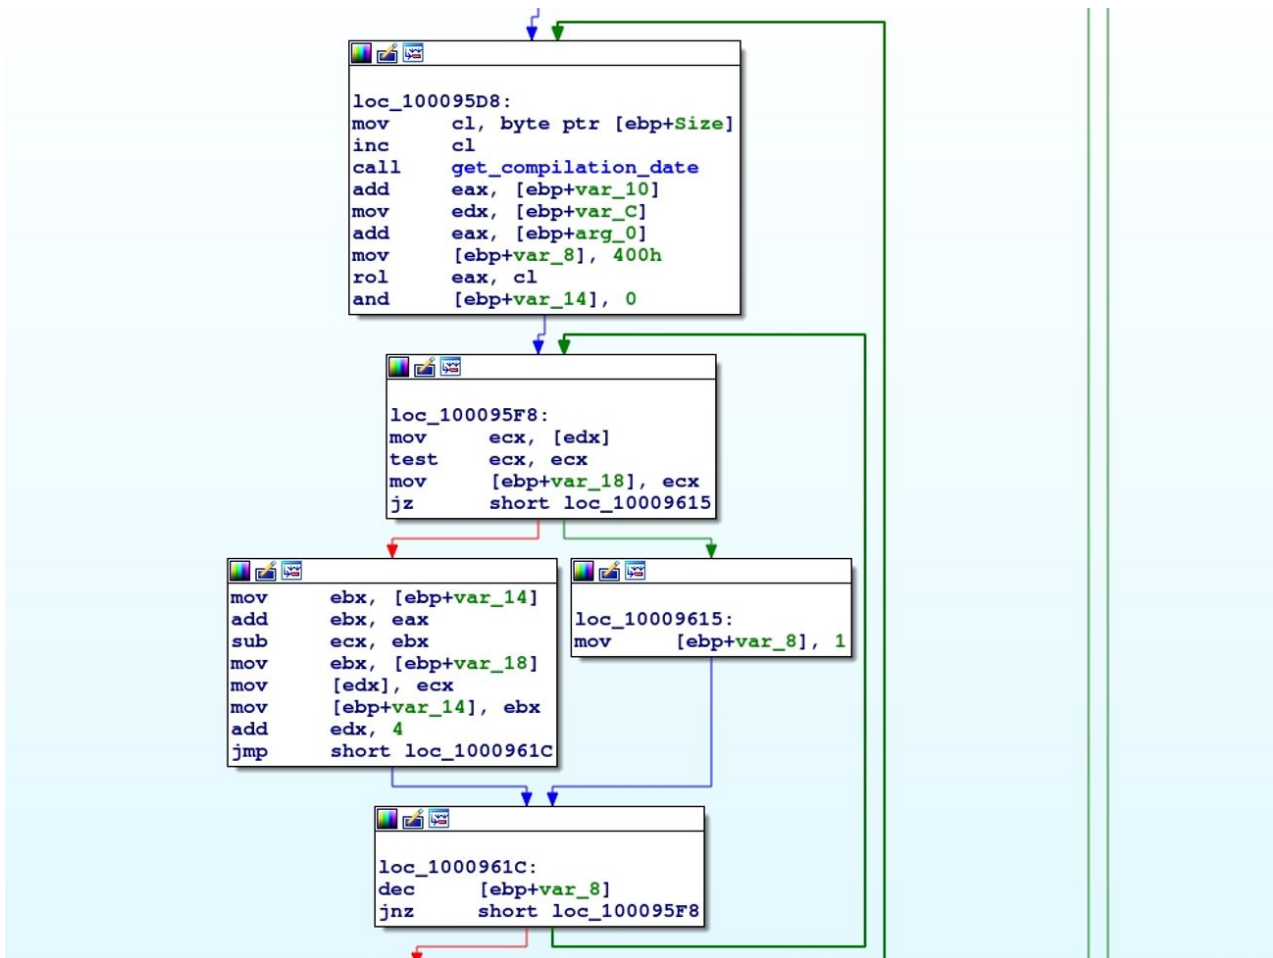 loc_100095D8:
mov cl, byte ptr [ebp+Size]
inc cl
call get_compilation_date
add eax, [ebp+var_10]
mov edx, [ebp+var_C]
add eax, [ebp+arg_0]
mov [ebp+var_8], 400h
rol eax, cl
and [ebp+var_14], 0
loc_100095F8:
mov ecx, [edx]
test ecx, ecx
mov [ebp+var_18], ecx
jz short loc_10009615
mov ebx, [ebp+var_14]
add ebx, eax
sub ecx, ebx
mov ebx, [ebp+var_18]
mov [edx], ecx
mov [ebp+var_14], ebx
add edx, 4
jmp short loc_1000961C
loc_10009615:
mov [ebp+var_8], 1
loc_1000961C:
dec [ebp+var_8]
jnz short loc_100095F8